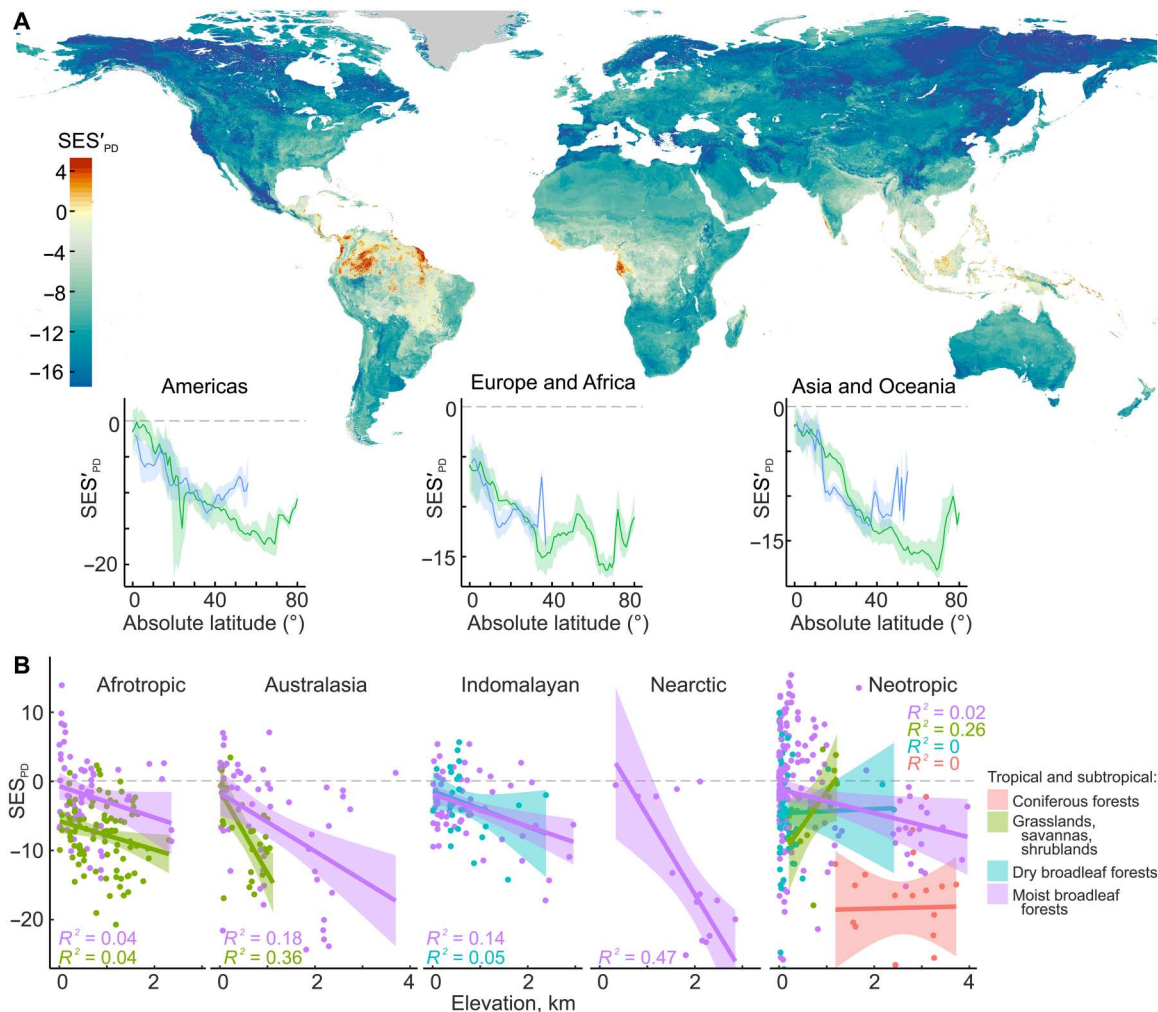 A
SES′PD
4
0
−4
−8
−12
−16
Americas
Europe and Africa
Asia and Oceania
0
−20
SES′PD
0
40
80
Absolute latitude (°)
0
−15
SES′PD
0
40
80
Absolute latitude (°)
0
−15
SES′PD
0
40
80
Absolute latitude (°)
B
Afrotropic
Australasia
Indomalayan
Nearctic
Neotropic
10
0
−10
−20
SESPD
R² = 0.04
R² = 0.04
R² = 0.18
R² = 0.36
R² = 0.14
R² = 0.05
R² = 0.47
R² = 0.02
R² = 0.26
R² = 0
R² = 0
0 2
0 2
0 2
0 2
0 2 4
Elevation, km
Tropical and subtropical:
Coniferous forests
Grasslands,
savannas,
shrublands
Dry broadleaf forests
Moist broadleaf
forests